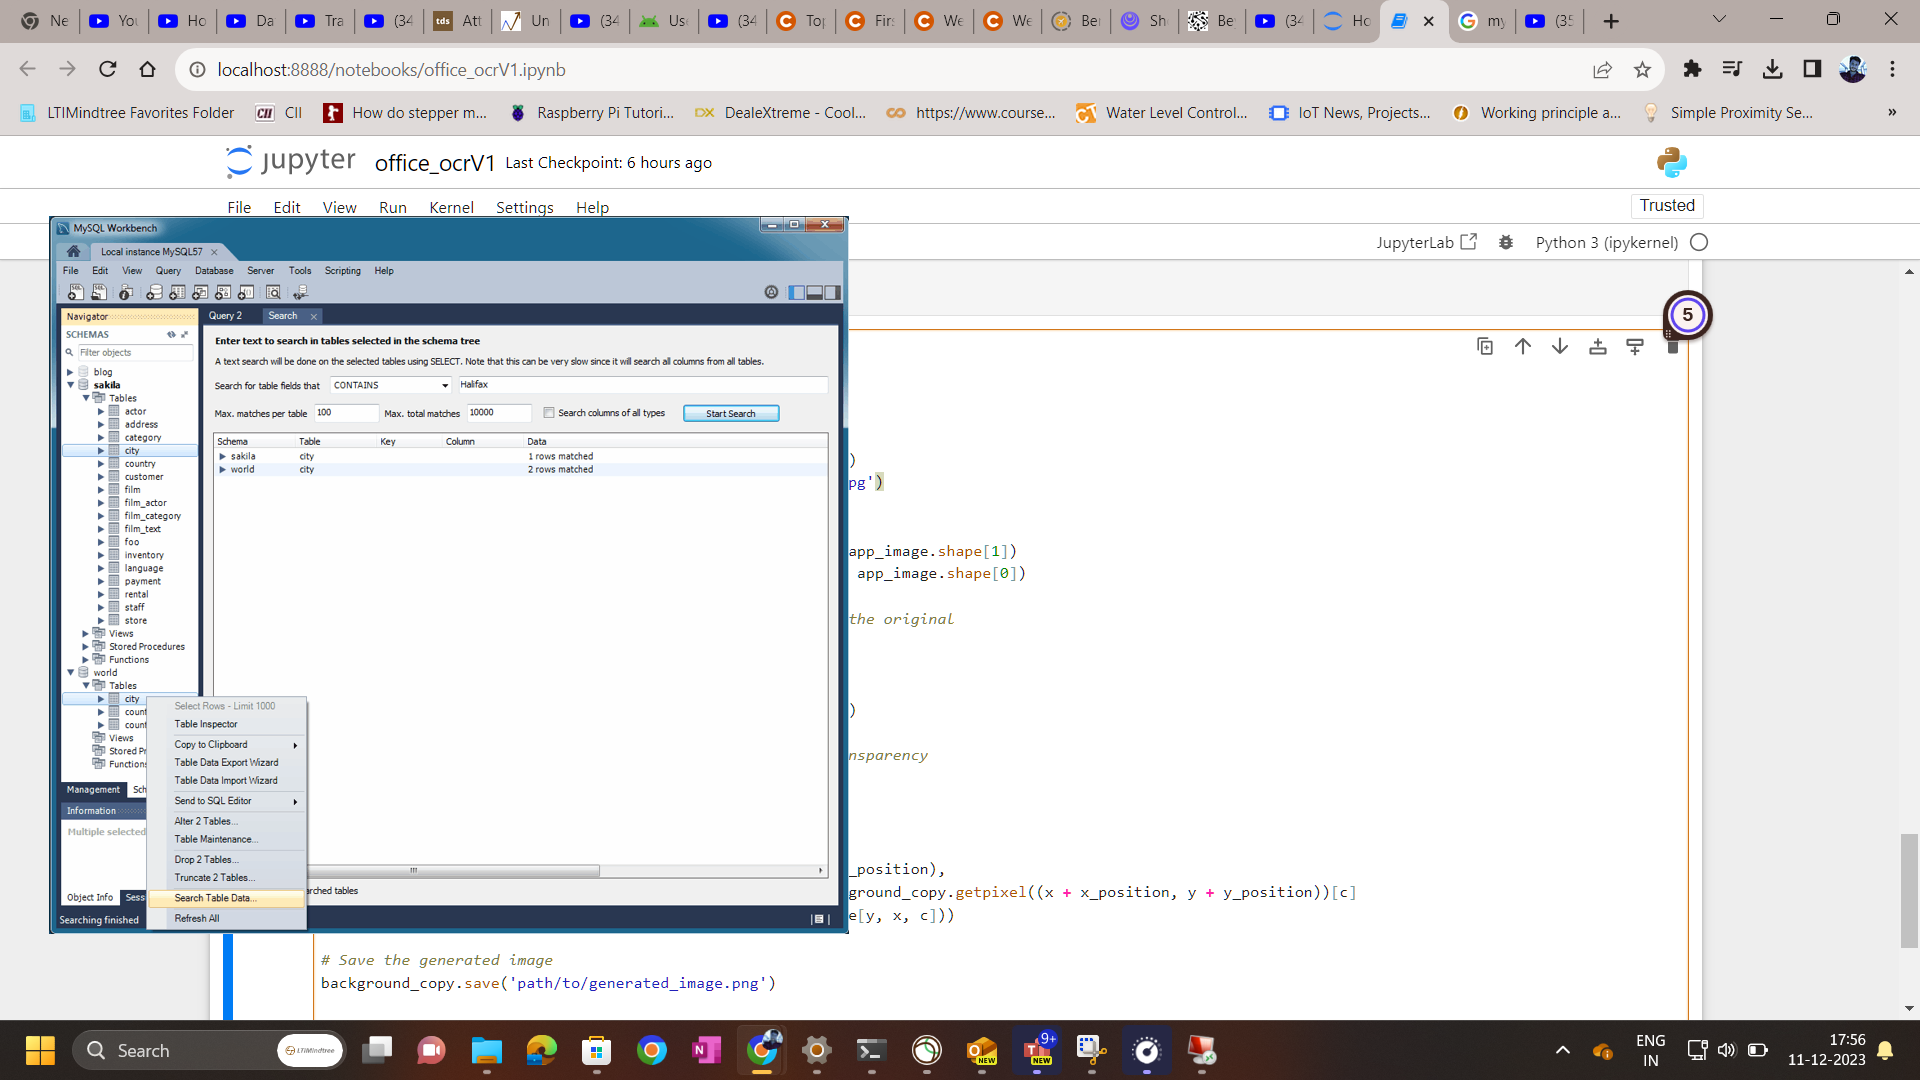 Ne
You
Ho
Da
Tra
(34
Att
Un
(34
Use
(34
Top
Firs
We
We
Ber
Sho
Be
(34
Ho
my
(35
localhost:8888/notebooks/office_ocrV1.ipynb
LTIMindtree Favorites Folder
CII
How do stepper m...
Raspberry Pi Tutori...
DealeXtreme - Cool...
https://www.course...
Water Level Control...
IoT News, Projects...
Working principle a...
Simple Proximity Se...
»
jupyter office_ocrV1 Last Checkpoint: 6 hours ago
File Edit View Run Kernel Settings Help
Trusted
JupyterLab
Python 3 (ipykernel)
5
MySQL Workbench
Local instance MySQL57
File Edit View Query Database Server Tools Scripting Help
Navigator
SCHEMAS
Filter objects
blog
sakila
Tables
actor
address
category
city
country
customer
film
film_actor
film_category
film_text
foo
inventory
language
payment
rental
staff
store
Views
Stored Procedures
Functions
world
Tables
city
count
count
Views
Stored Pr
Functions
Management Sch
Information
Multiple selected
Object Info Sess
Searching finished
Query 2
Search
Enter text to search in tables selected in the schema tree
A text search will be done on the selected tables using SELECT. Note that this can be very slow since it will search all columns from all tables.
Search for table fields that CONTAINS Halifax
Max. matches per table 100 Max. total matches 10000 Search columns of all types Start Search
Schema Table Key Column Data
sakila city 1 rows matched
world city 2 rows matched
arched tables
Select Rows - Limit 1000
Table Inspector
Copy to Clipboard
Table Data Export Wizard
Table Data Import Wizard
Send to SQL Editor
Alter 2 Tables...
Table Maintenance...
Drop 2 Tables...
Truncate 2 Tables...
Search Table Data...
Refresh All
)
pg')
app_image.shape[1])
app_image.shape[0])
the original
)
nsparency
_position),
ground_copy.getpixel((x + x_position, y + y_position))[c]
e[y, x, c]))
# Save the generated image
background_copy.save('path/to/generated_image.png')
Search
LTIMindtree
NEW
9+
NEW
ENG
IN
17:56
11-12-2023